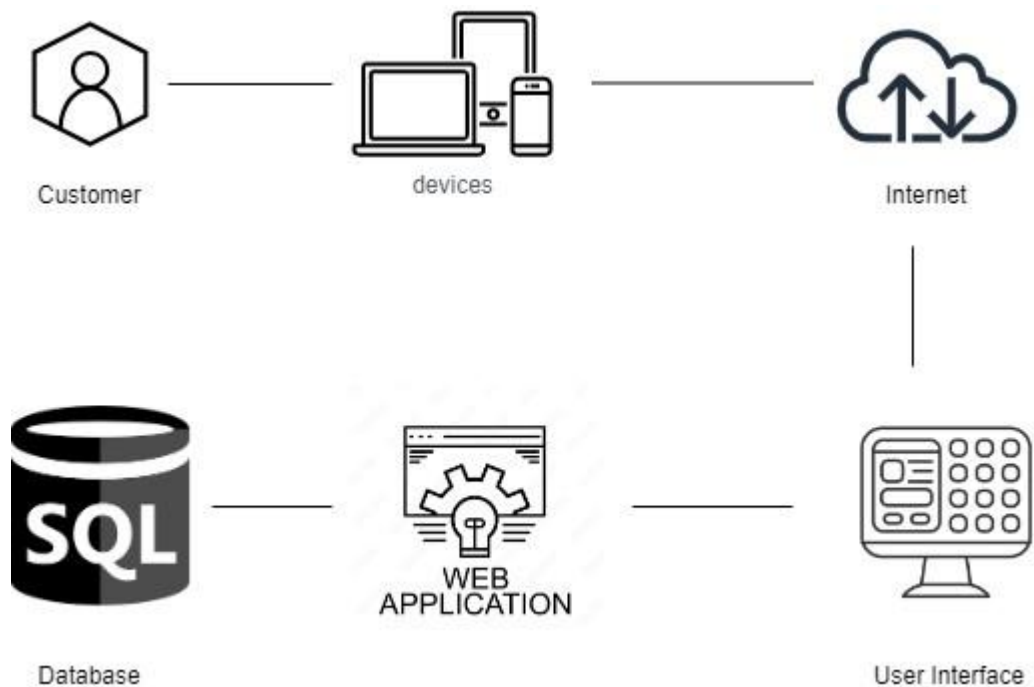 Customer
devices
Internet
SQL
WEB
APPLICATION
Database
User Interface